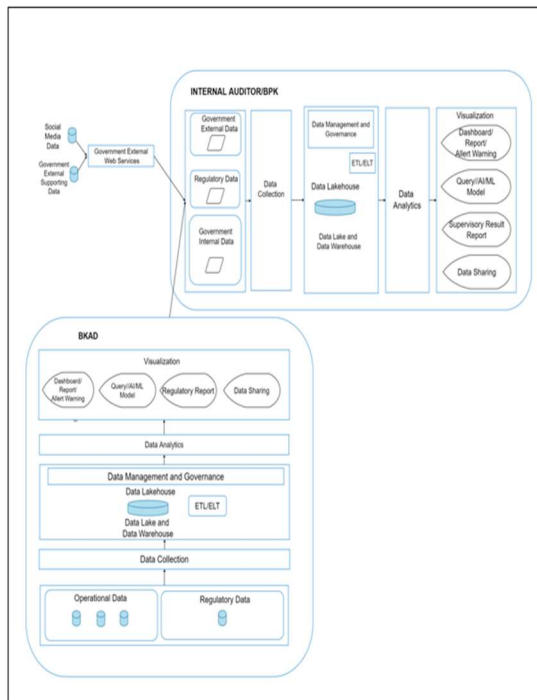 INTERNAL AUDITOR/BPK
Social
Media
Data
Government
External
Supporting
Data
Government External
Web Services
Government
External Data
Regulatory Data
Government
Internal Data
Data
Collection
Data Management and
Governance
ETL/ELT
Data Lakehouse
Data Lake and
Data Warehouse
Data
Analytics
Visualization
Dashboard/
Report/
Allert Warning
Query//AI/ML
Model
Supervisory Result
Report
Data Sharing
BKAD
Visualization
Dashboard/
Report/
Allert Warning
Query//AI/ML
Model
Regulatory Report
Data Sharing
Data Analytics
Data Management and Governance
Data Lakehouse
ETL/ELT
Data Lake and
Data Warehouse
Data Collection
Operational Data
Regulatory Data